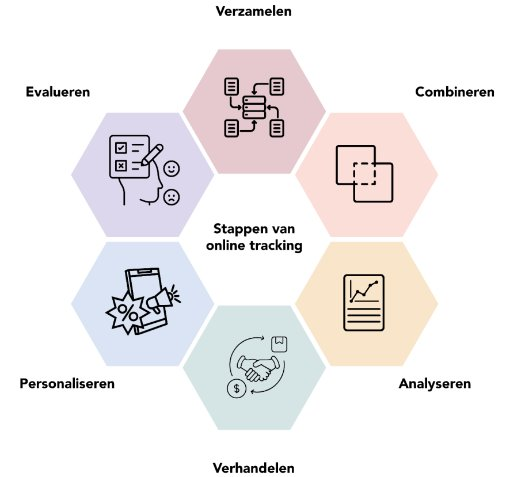 Verzamelen
Evalueren
Combineren
Stappen van
online tracking
%
Personaliseren
$
Analyseren
Verhandelen